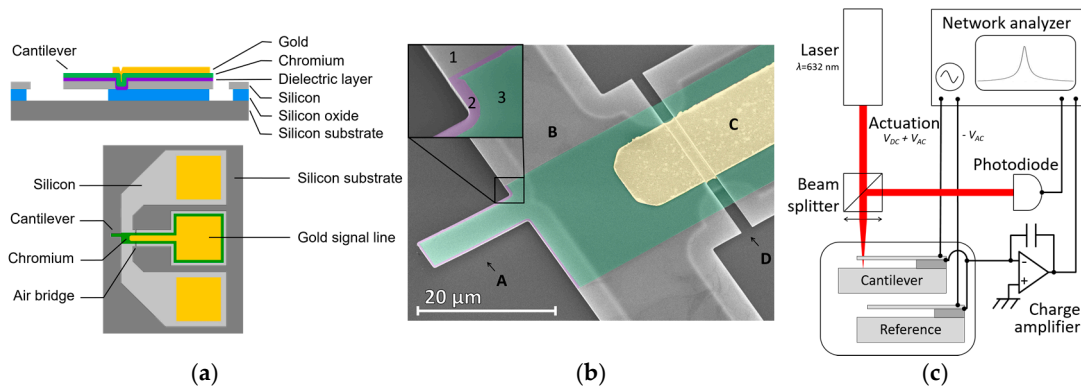 Cantilever
Gold
Chromium
Dielectric layer
Silicon
Silicon oxide
Silicon substrate
Silicon
Silicon substrate
Cantilever
Gold signal line
Chromium
Air bridge
(a)
1
2
3
B
C
A
D
20 µm
(b)
Laser
λ=632 nm
Network analyzer
Actuation
V_DC + V_AC
- V_AC
Photodiode
Beam
splitter
Cantilever
Reference
-
+
Charge
amplifier
(c)